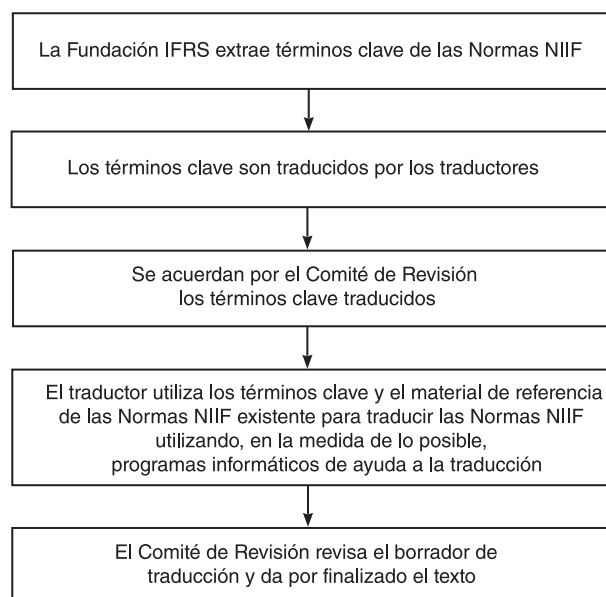 La Fundación IFRS extrae términos clave de las Normas NIIF
Los términos clave son traducidos por los traductores
Se acuerdan por el Comité de Revisión
los términos clave traducidos
El traductor utiliza los términos clave y el material de referencia
de las Normas NIIF existente para traducir las Normas NIIF
utilizando, en la medida de lo posible,
programas informáticos de ayuda a la traducción
El Comité de Revisión revisa el borrador de
traducción y da por finalizado el texto